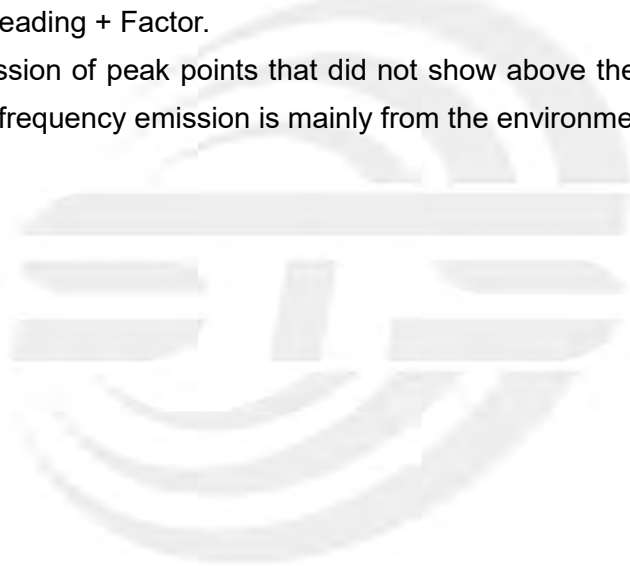 eading + Factor.
ssion of peak points that did not show above the
frequency emission is mainly from the environme